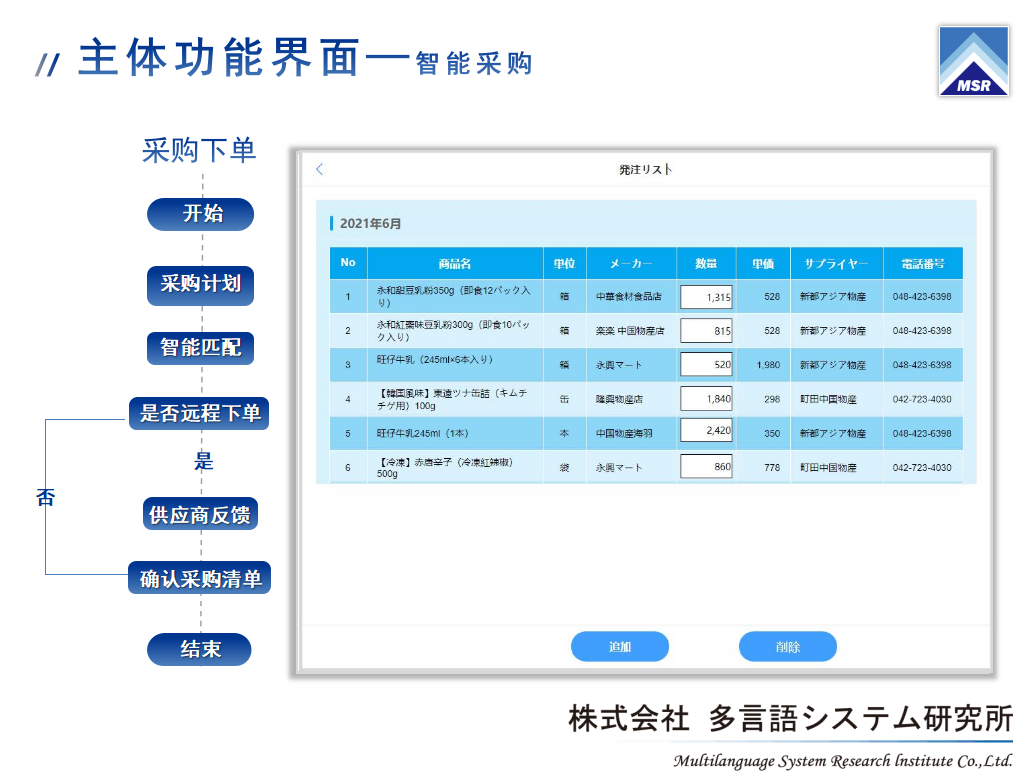 // 主体功能界面—智能采购
MSR
采购下单
开始
采购计划
智能匹配
是否远程下单
是
否
供应商反馈
确认采购清单
结束
発注リスト
2021年6月
No 商品名 単位 メーカー 数量 単価 サプライヤー 電話番号
1 永和甜豆乳粉350g（即食12パック入り） 箱 中華食材食品店 1,315 528 新都アジア物産 048-423-6398
2 永和紅棗味豆乳粉300g（即食10パック入り） 箱 楽楽 中国物産店 815 528 新都アジア物産 048-423-6398
3 旺仔牛乳（245ml×6本入り） 箱 永興マート 520 1,980 新都アジア物産 048-423-6398
4 【韓国風味】東遠ツナ缶詰（キムチチゲ用）100g 缶 隆興物産店 1,840 298 町田中国物産 042-723-4030
5 旺仔牛乳245ml（1本） 本 中国物産海羽 2,420 350 新都アジア物産 048-423-6398
6 【冷凍】赤唐辛子（冷凍紅辣椒）500g 袋 永興マート 860 778 町田中国物産 042-723-4030
追加 削除
株式会社 多言語システム研究所
Multilanguage System Research Institute Co.,Ltd.